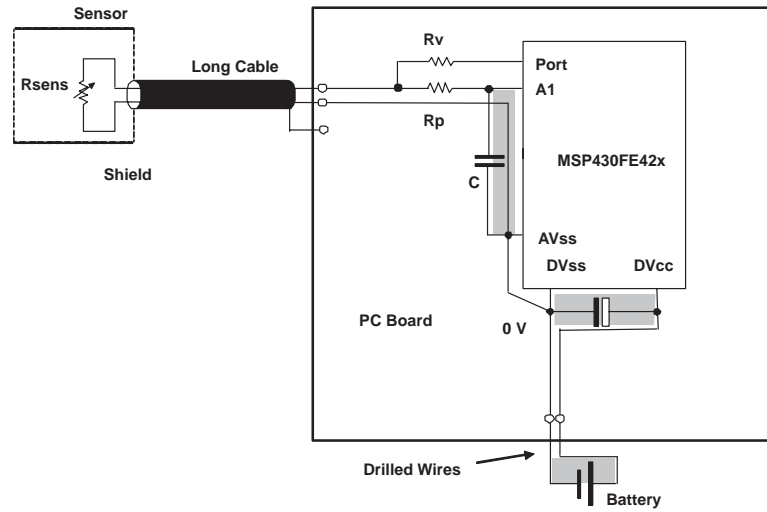 Sensor
Rsens
Long Cable
Shield
Rv
Rp
C
Port
A1
MSP430FE42x
AVss
DVss
DVcc
PC Board
0 V
Drilled Wires
Battery